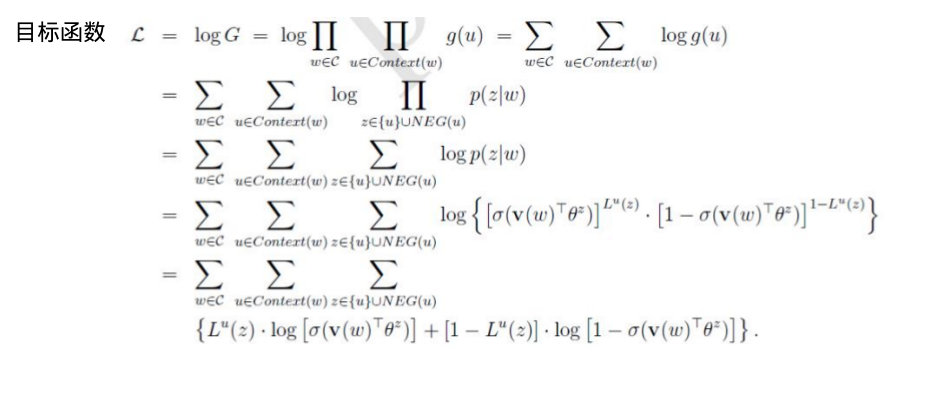 目标函数 𝓛 = log G = log ∏_{w∈𝒞} ∏_{u∈Context(w)} g(u) = ∑_{w∈𝒞} ∑_{u∈Context(w)} log g(u)
= ∑_{w∈𝒞} ∑_{u∈Context(w)} log ∏_{z∈{u}∪NEG(u)} p(z|w)
= ∑_{w∈𝒞} ∑_{u∈Context(w)} ∑_{z∈{u}∪NEG(u)} log p(z|w)
= ∑_{w∈𝒞} ∑_{u∈Context(w)} ∑_{z∈{u}∪NEG(u)} log {[σ(v(w)^⊤θ^z)]^{L^u(z)} · [1 − σ(v(w)^⊤θ^z)]^{1−L^u(z)}}
= ∑_{w∈𝒞} ∑_{u∈Context(w)} ∑_{z∈{u}∪NEG(u)}
{L^u(z) · log [σ(v(w)^⊤θ^z)] + [1 − L^u(z)] · log [1 − σ(v(w)^⊤θ^z)]}.